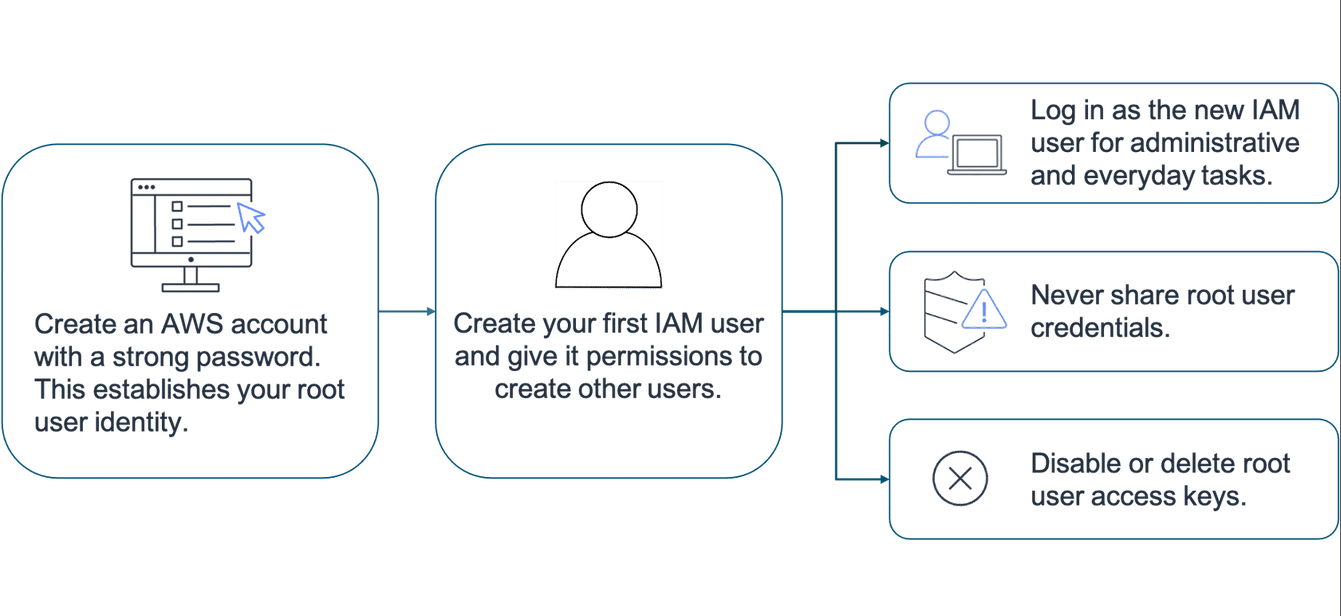 Create an AWS account
with a strong password.
This establishes your root
user identity.
Create your first IAM user
and give it permissions to
create other users.
Log in as the new IAM
user for administrative
and everyday tasks.
Never share root user
credentials.
Disable or delete root
user access keys.